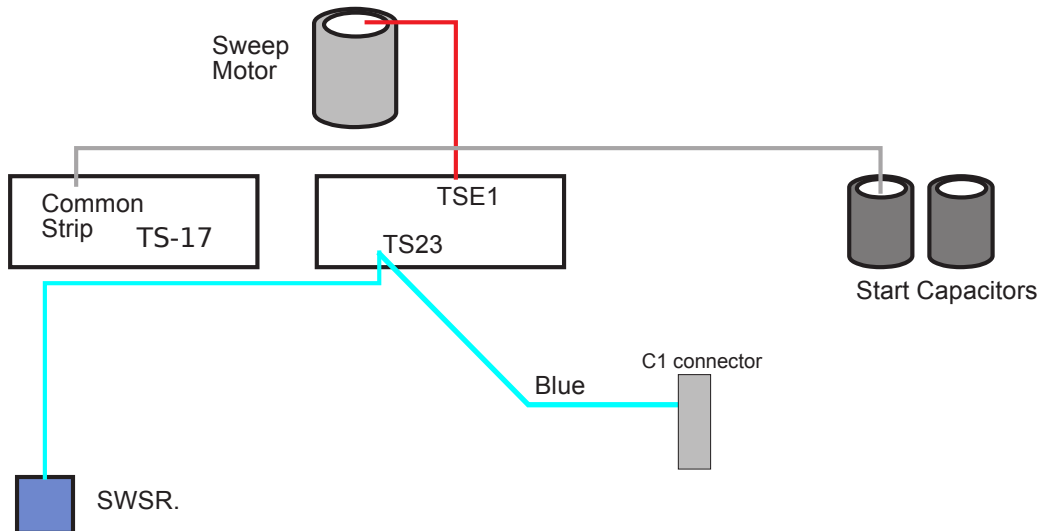 Sweep
Motor
TSE1
Common
Strip
TS-17
TS23
Start Capacitors
C1 connector
Blue
SWSR.